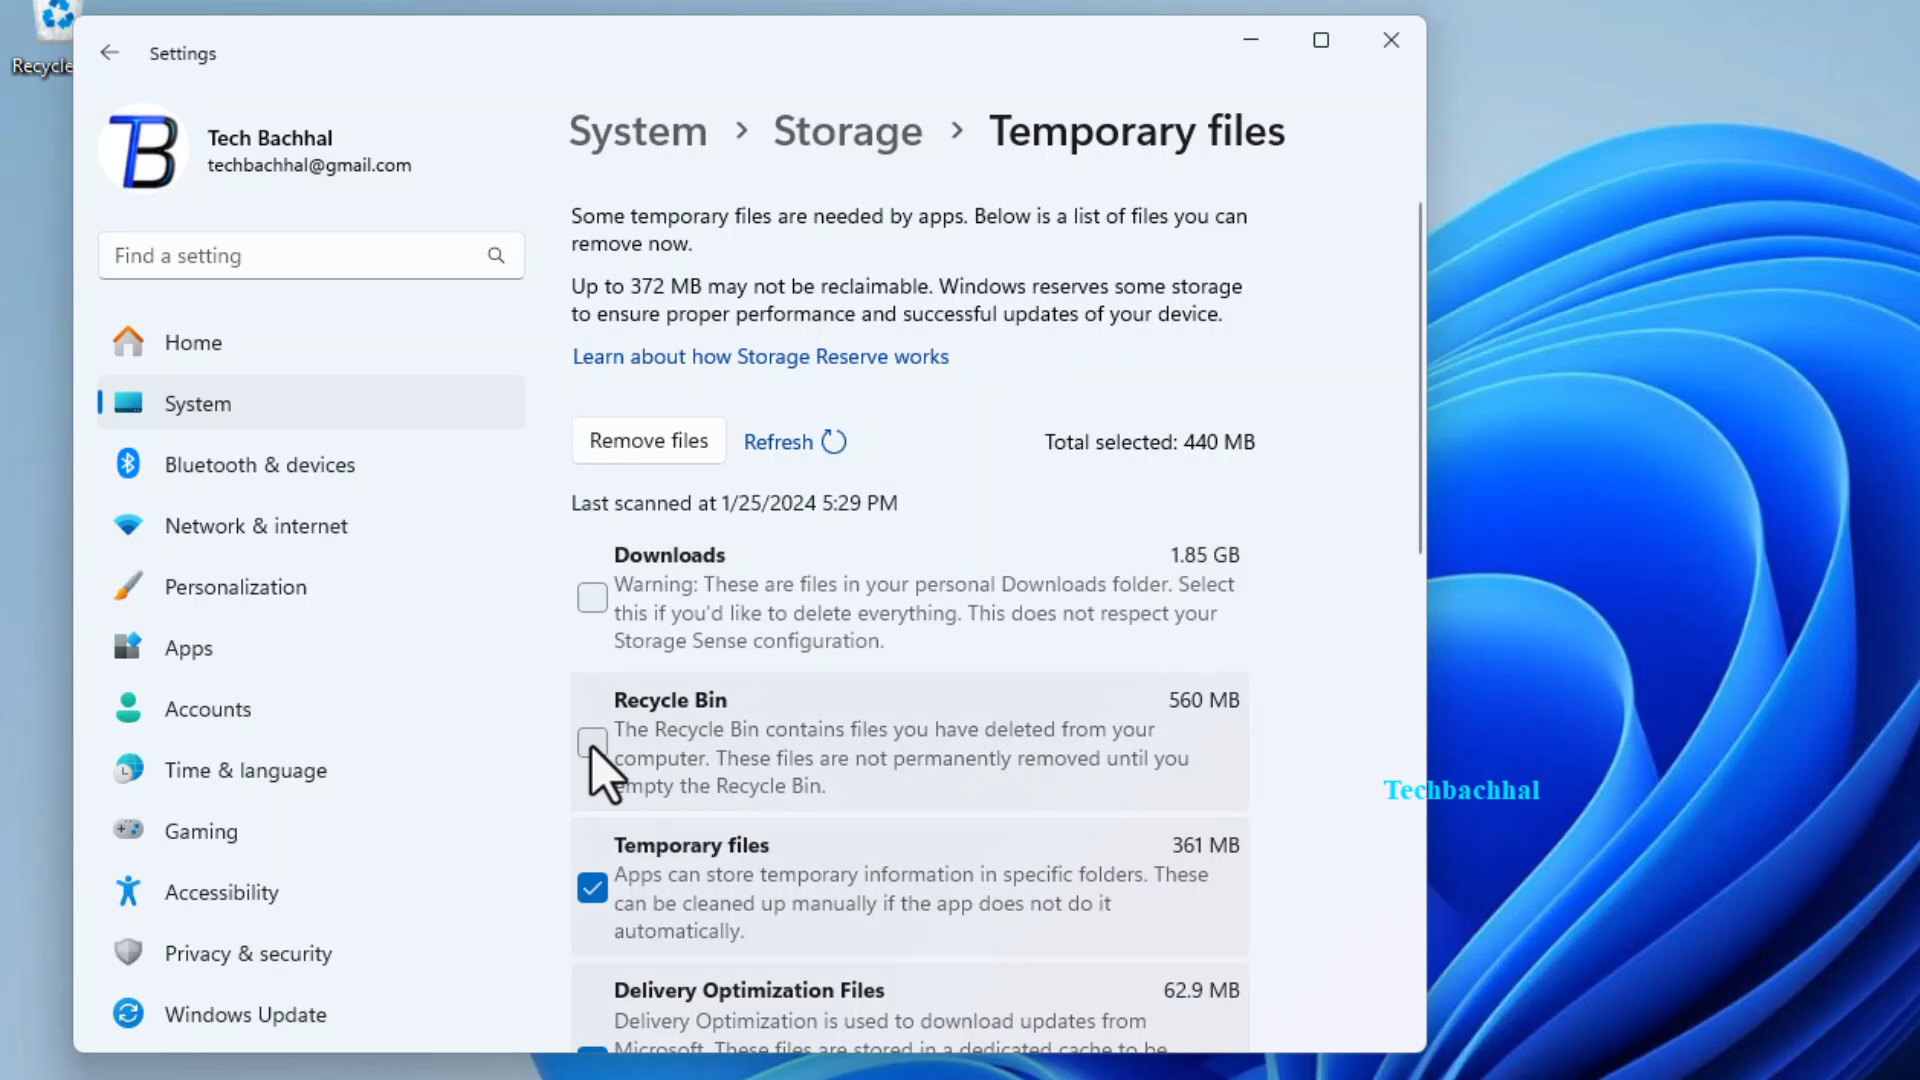 Recycle
Settings
Tech Bachhal
techbachhal@gmail.com
Find a setting
Home
System
Bluetooth & devices
Network & internet
Personalization
Apps
Accounts
Time & language
Gaming
Accessibility
Privacy & security
Windows Update
System > Storage > Temporary files
Some temporary files are needed by apps. Below is a list of files you can
remove now.
Up to 372 MB may not be reclaimable. Windows reserves some storage
to ensure proper performance and successful updates of your device.
Learn about how Storage Reserve works
Remove files Refresh Total selected: 440 MB
Last scanned at 1/25/2024 5:29 PM
Downloads 1.85 GB
Warning: These are files in your personal Downloads folder. Select
this if you'd like to delete everything. This does not respect your
Storage Sense configuration.
Recycle Bin 560 MB
The Recycle Bin contains files you have deleted from your
computer. These files are not permanently removed until you
empty the Recycle Bin.
Temporary files 361 MB
Apps can store temporary information in specific folders. These
can be cleaned up manually if the app does not do it
automatically.
Delivery Optimization Files 62.9 MB
Delivery Optimization is used to download updates from
Microsoft. These files are stored in a dedicated cache to be
Techbachhal